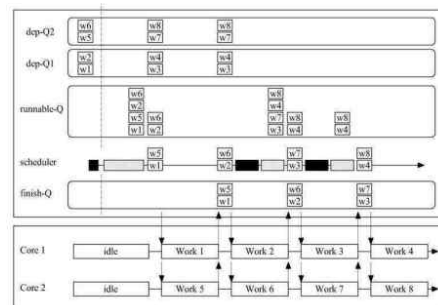 dep-Q2
w6 w8 w8
w5 w7 w7
dep-Q1
w2 w4 w4
w1 w3 w3
runnable-Q
w6 w8
w2 w4
w5 w6 w7 w8 w8
w1 w2 w3 w4 w4
scheduler
w5 w6 w7 w8
w1 w2 w3 w4
finish-Q
w5 w6 w7
w1 w2 w3
Core 1 idle Work 1 Work 2 Work 3 Work 4
Core 2 idle Work 5 Work 6 Work 7 Work 8